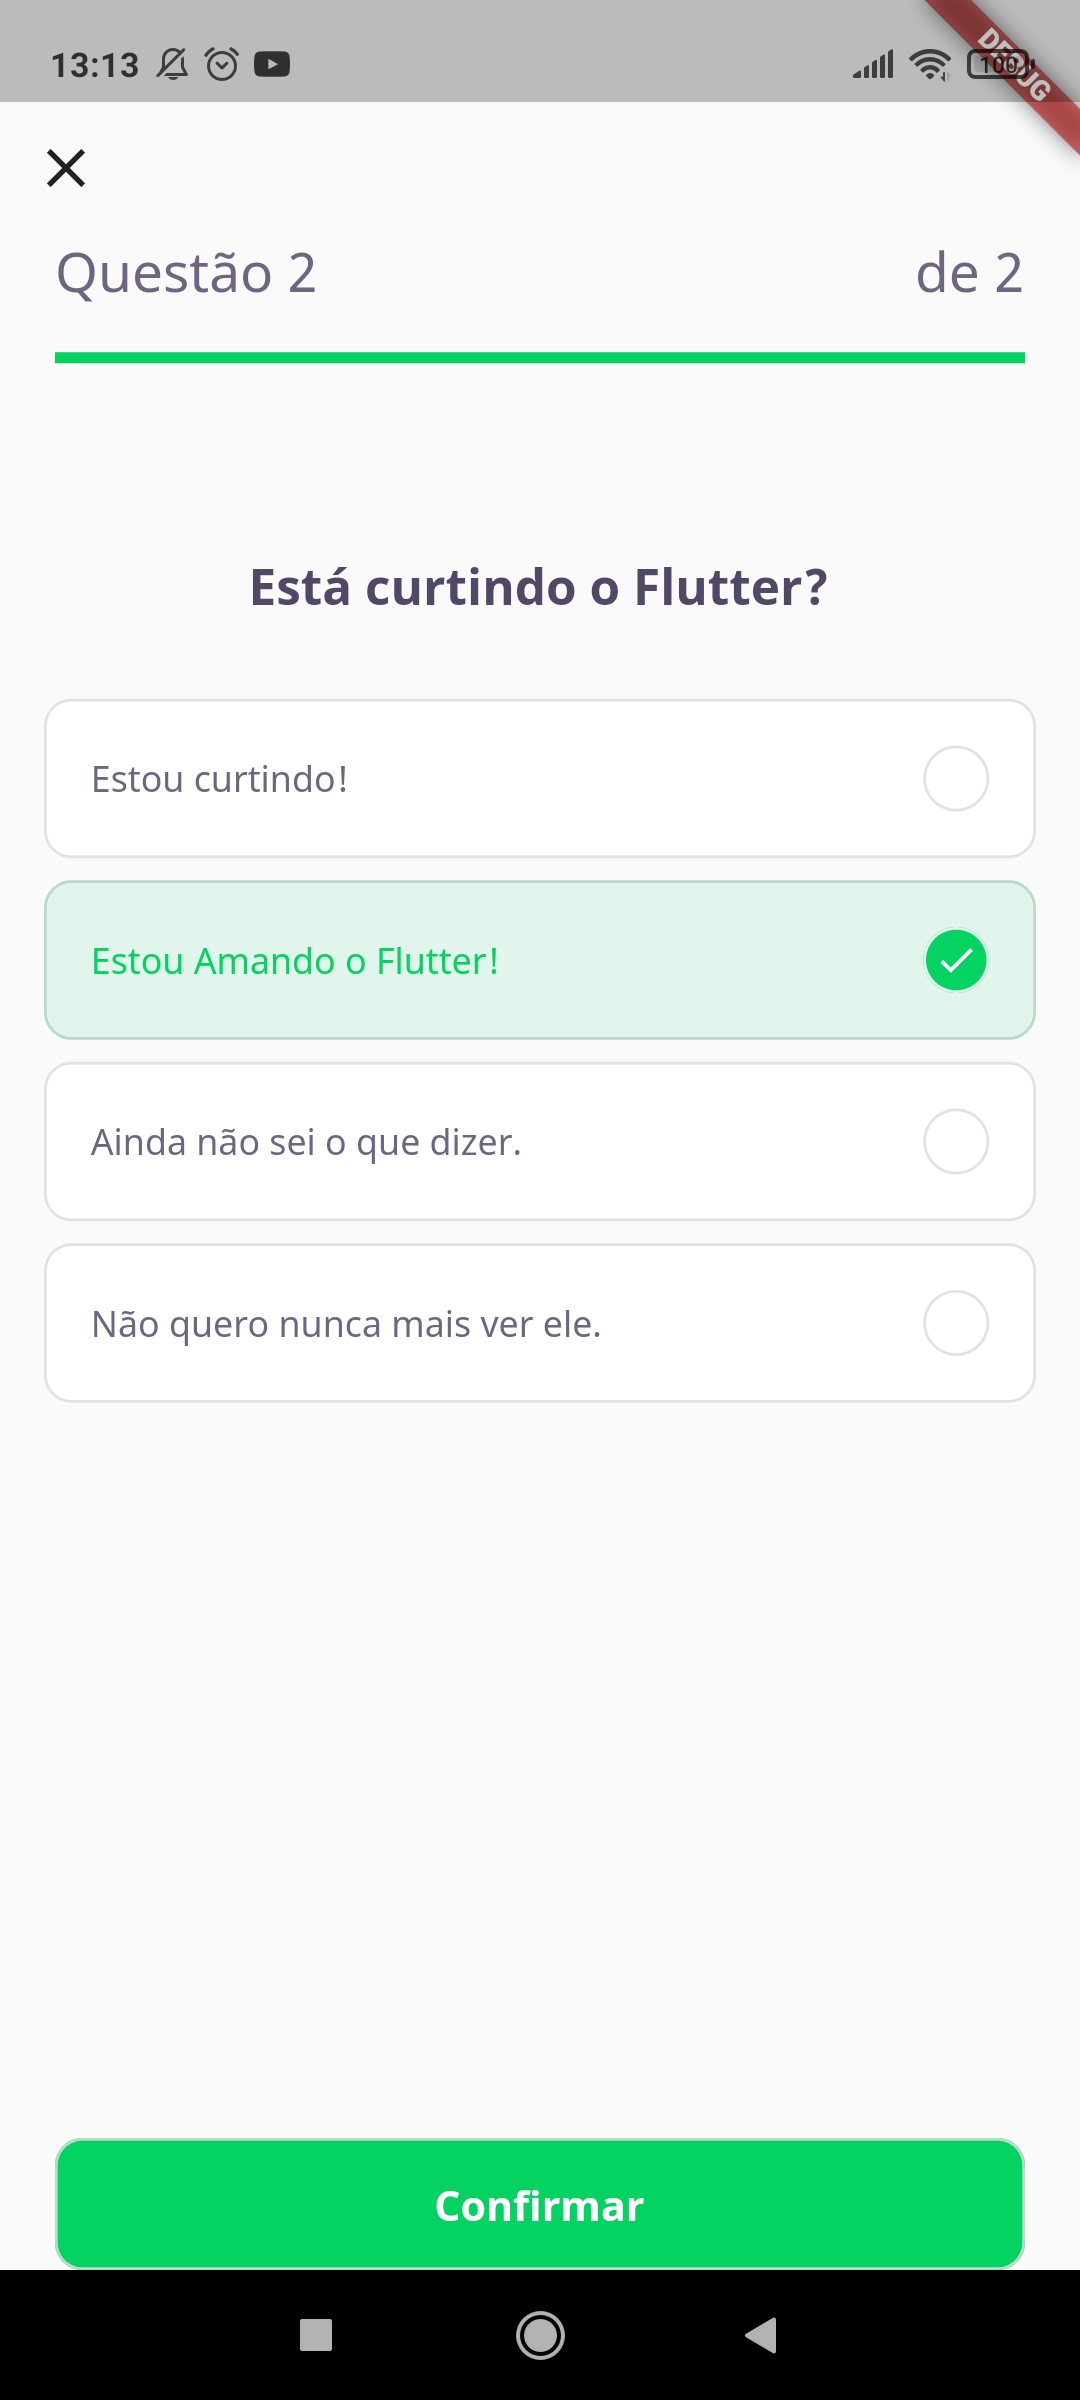 13:13
100
DEBUG
Questão 2
de 2
Está curtindo o Flutter?
Estou curtindo!
Estou Amando o Flutter!
Ainda não sei o que dizer.
Não quero nunca mais ver ele.
Confirmar